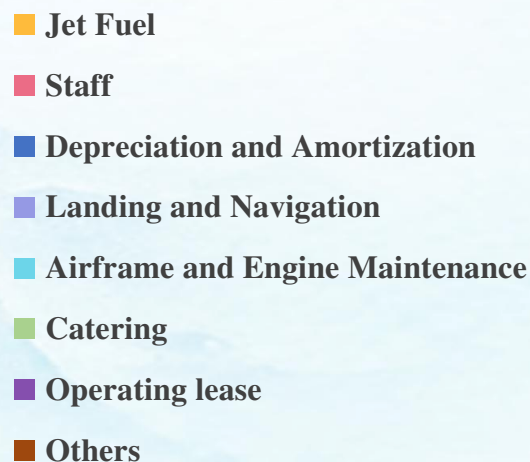 Jet Fuel
Staff
Depreciation and Amortization
Landing and Navigation
Airframe and Engine Maintenance
Catering
Operating lease
Others